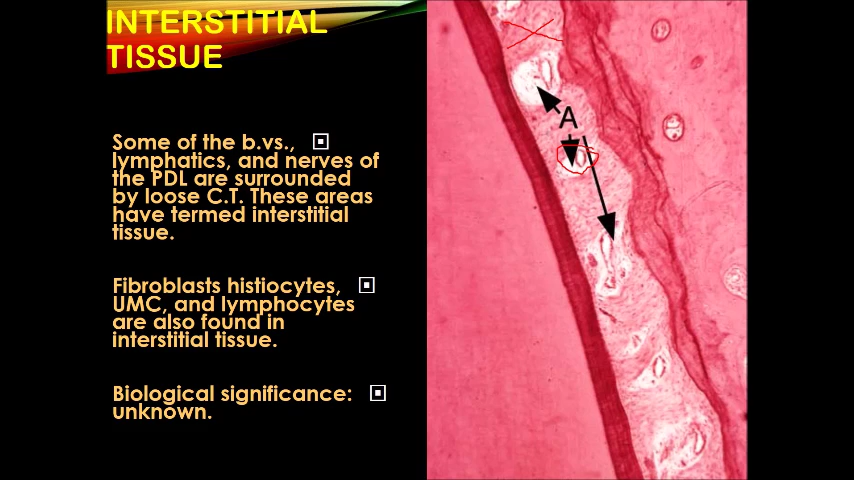 INTERSTITIAL
TISSUE
Some of the b.vs.,
lymphatics, and nerves of
the PDL are surrounded
by loose C.T. These areas
have termed interstitial
tissue.
Fibroblasts histiocytes,
UMC, and lymphocytes
are also found in
interstitial tissue.
Biological significance:
unknown.
A